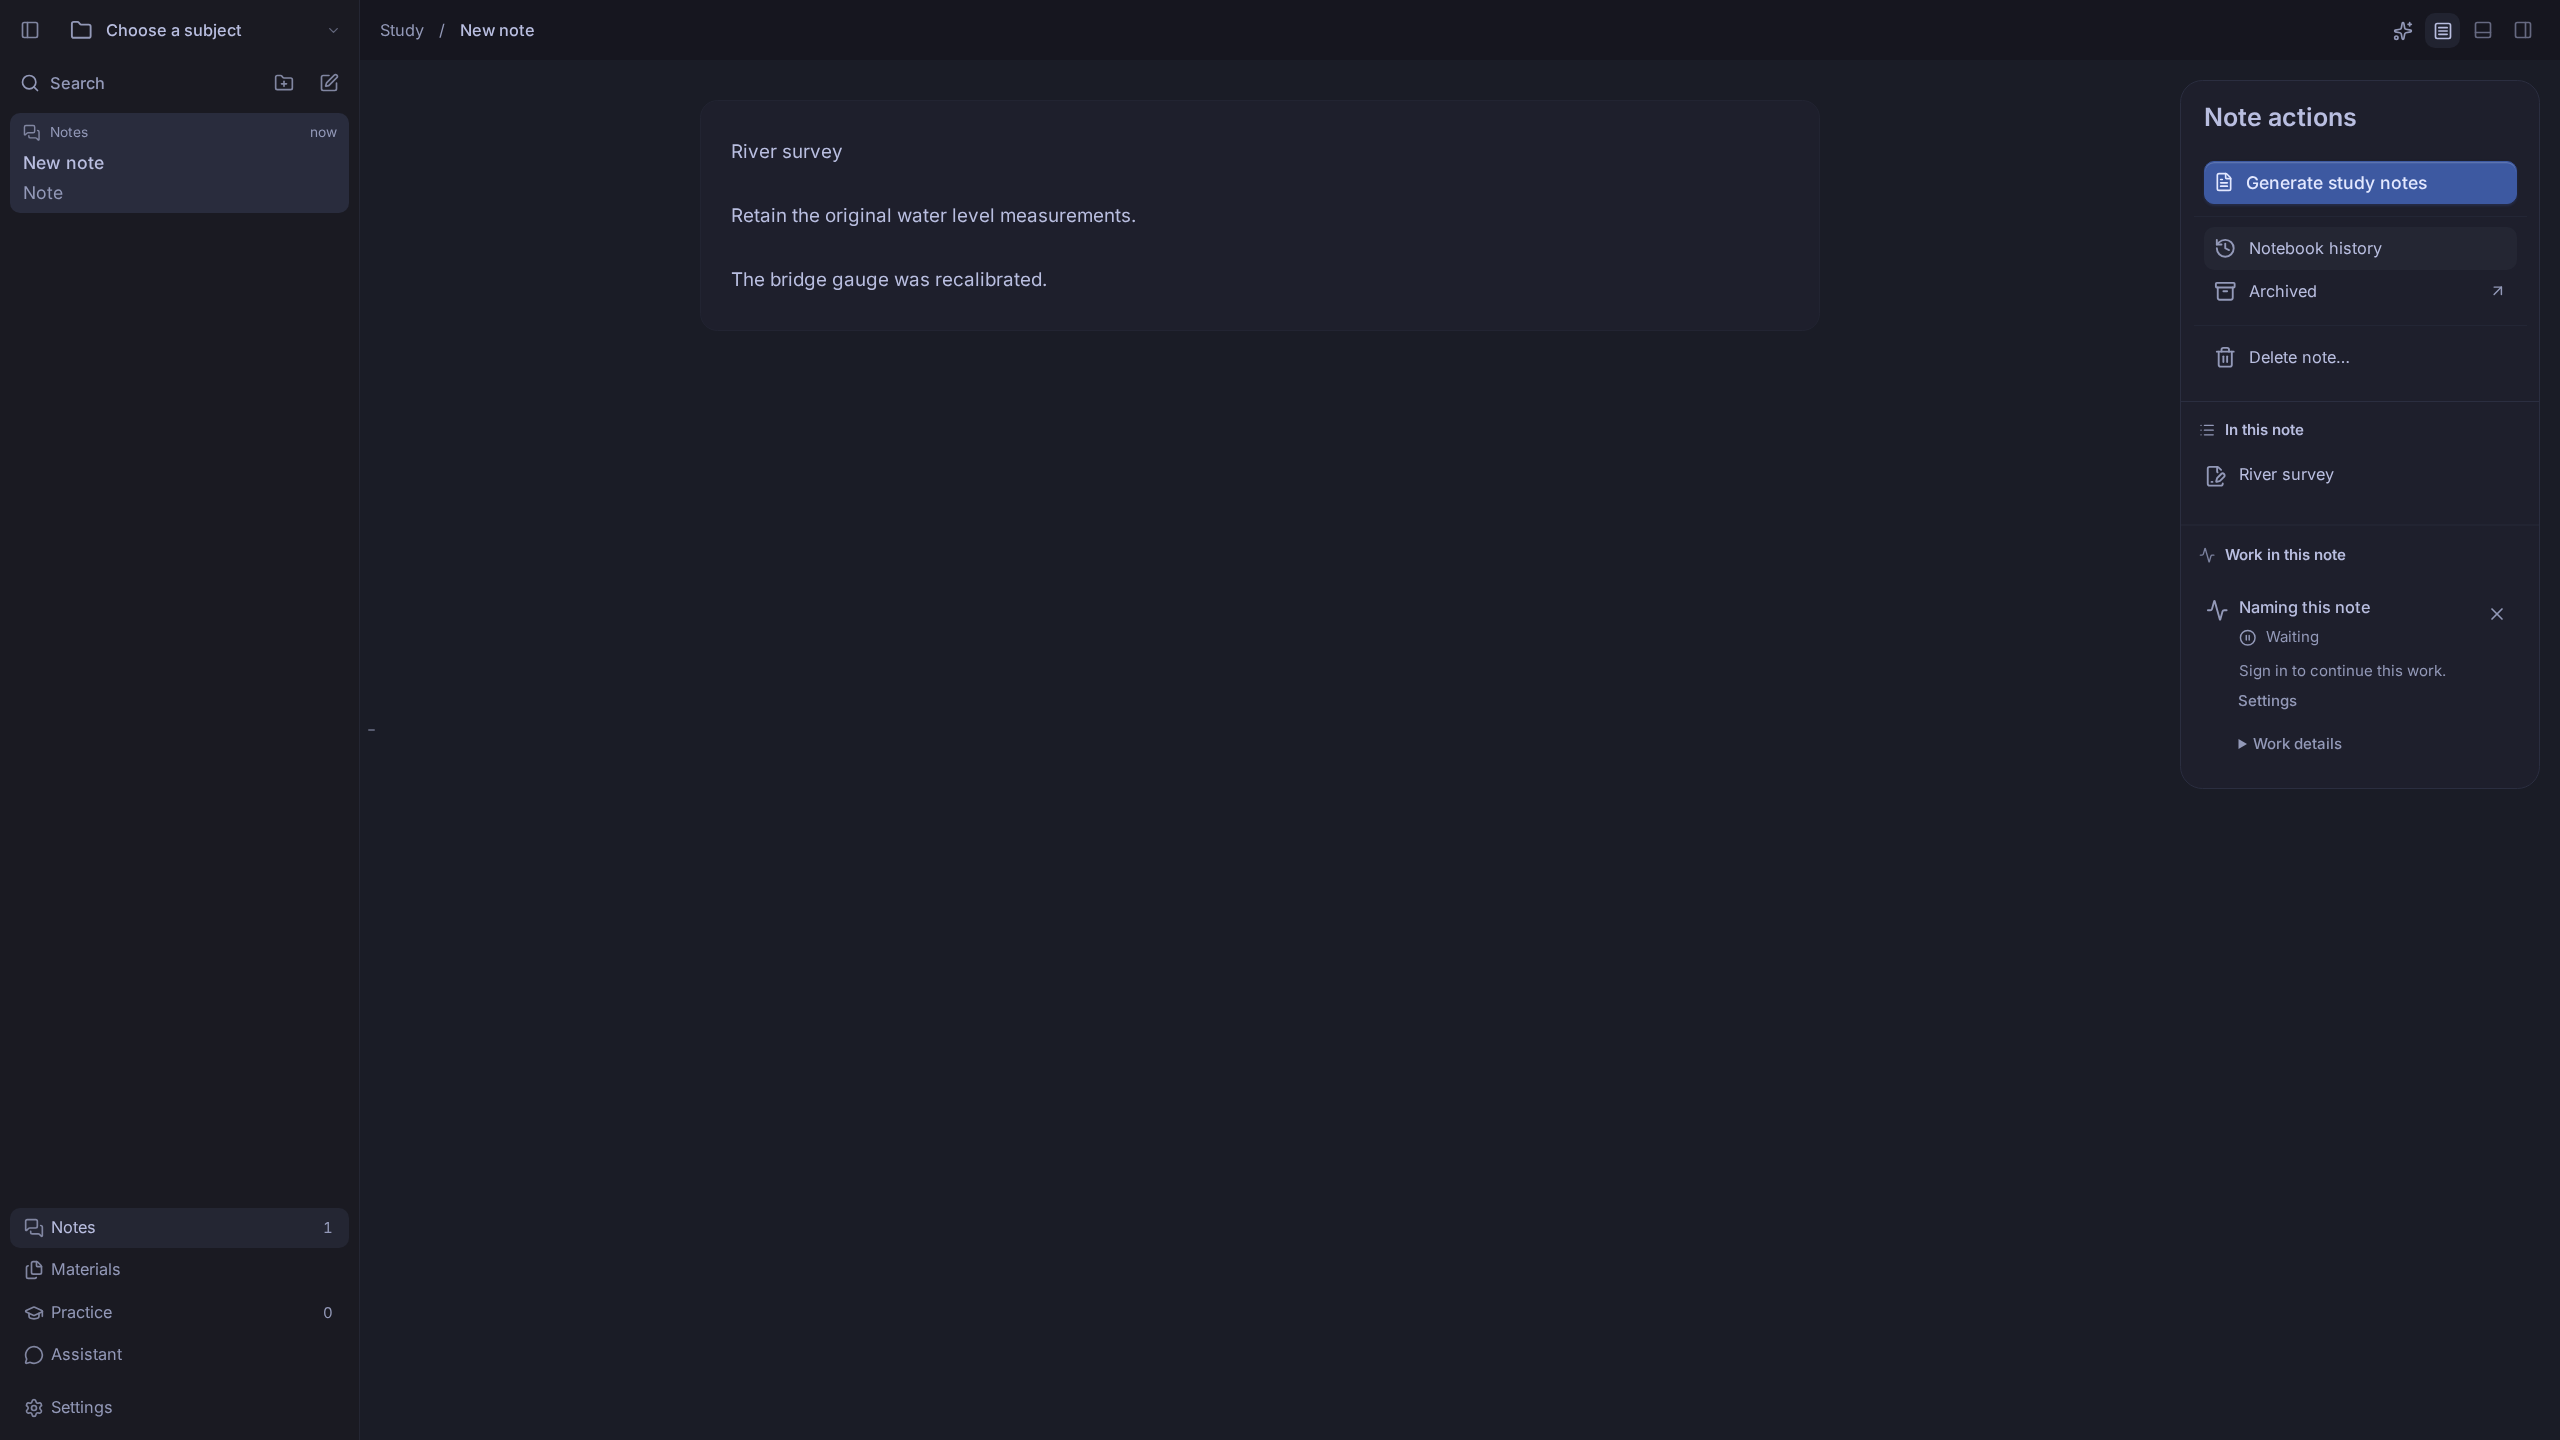 Choose a subject
Search
Notes now
New note
Note
Notes 1
Materials
Practice 0
Assistant
Settings
Study / New note
River survey
Retain the original water level measurements.
The bridge gauge was recalibrated.
Note actions
Generate study notes
Notebook history
Archived
Delete note...
In this note
River survey
Work in this note
Naming this note
Waiting
Sign in to continue this work.
Settings
Work details